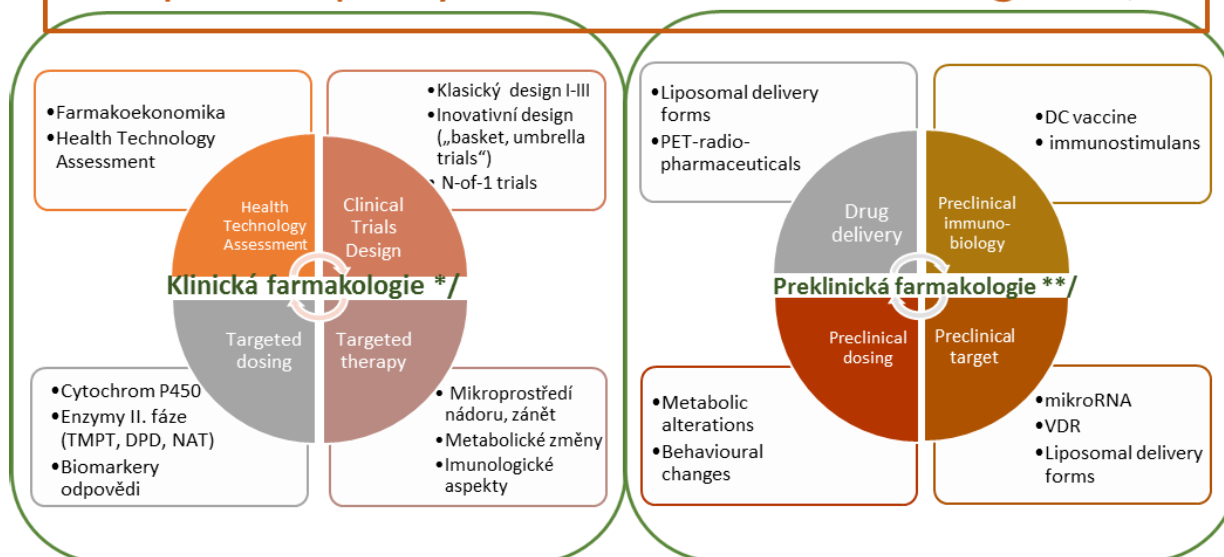 •Farmakoekonomika
•Health Technology
Assessment
•Klasický design I-III
•Inovativní design
(„basket, umbrella
trials“)
• N-of-1 trials
Health
Technology
Assessment
Clinical
Trials
Design
Klinická farmakologie */
Targeted
dosing
Targeted
therapy
•Cytochrom P450
•Enzymy II. fáze
(TMPT, DPD, NAT)
•Biomarkery
odpovědi
• Mikroprostředí
nádoru, zánět
•Metabolické změny
•Imunologické
aspekty
•Liposomal delivery
forms
•PET-radio-
pharmaceuticals
•DC vaccine
• immunostimulans
Drug
delivery
Preclinical
immuno-
biology
Preklinická farmakologie **/
Preclinical
dosing
Preclinical
target
•Metabolic
alterations
•Behavioural
changes
•mikroRNA
•VDR
•Liposomal delivery
forms